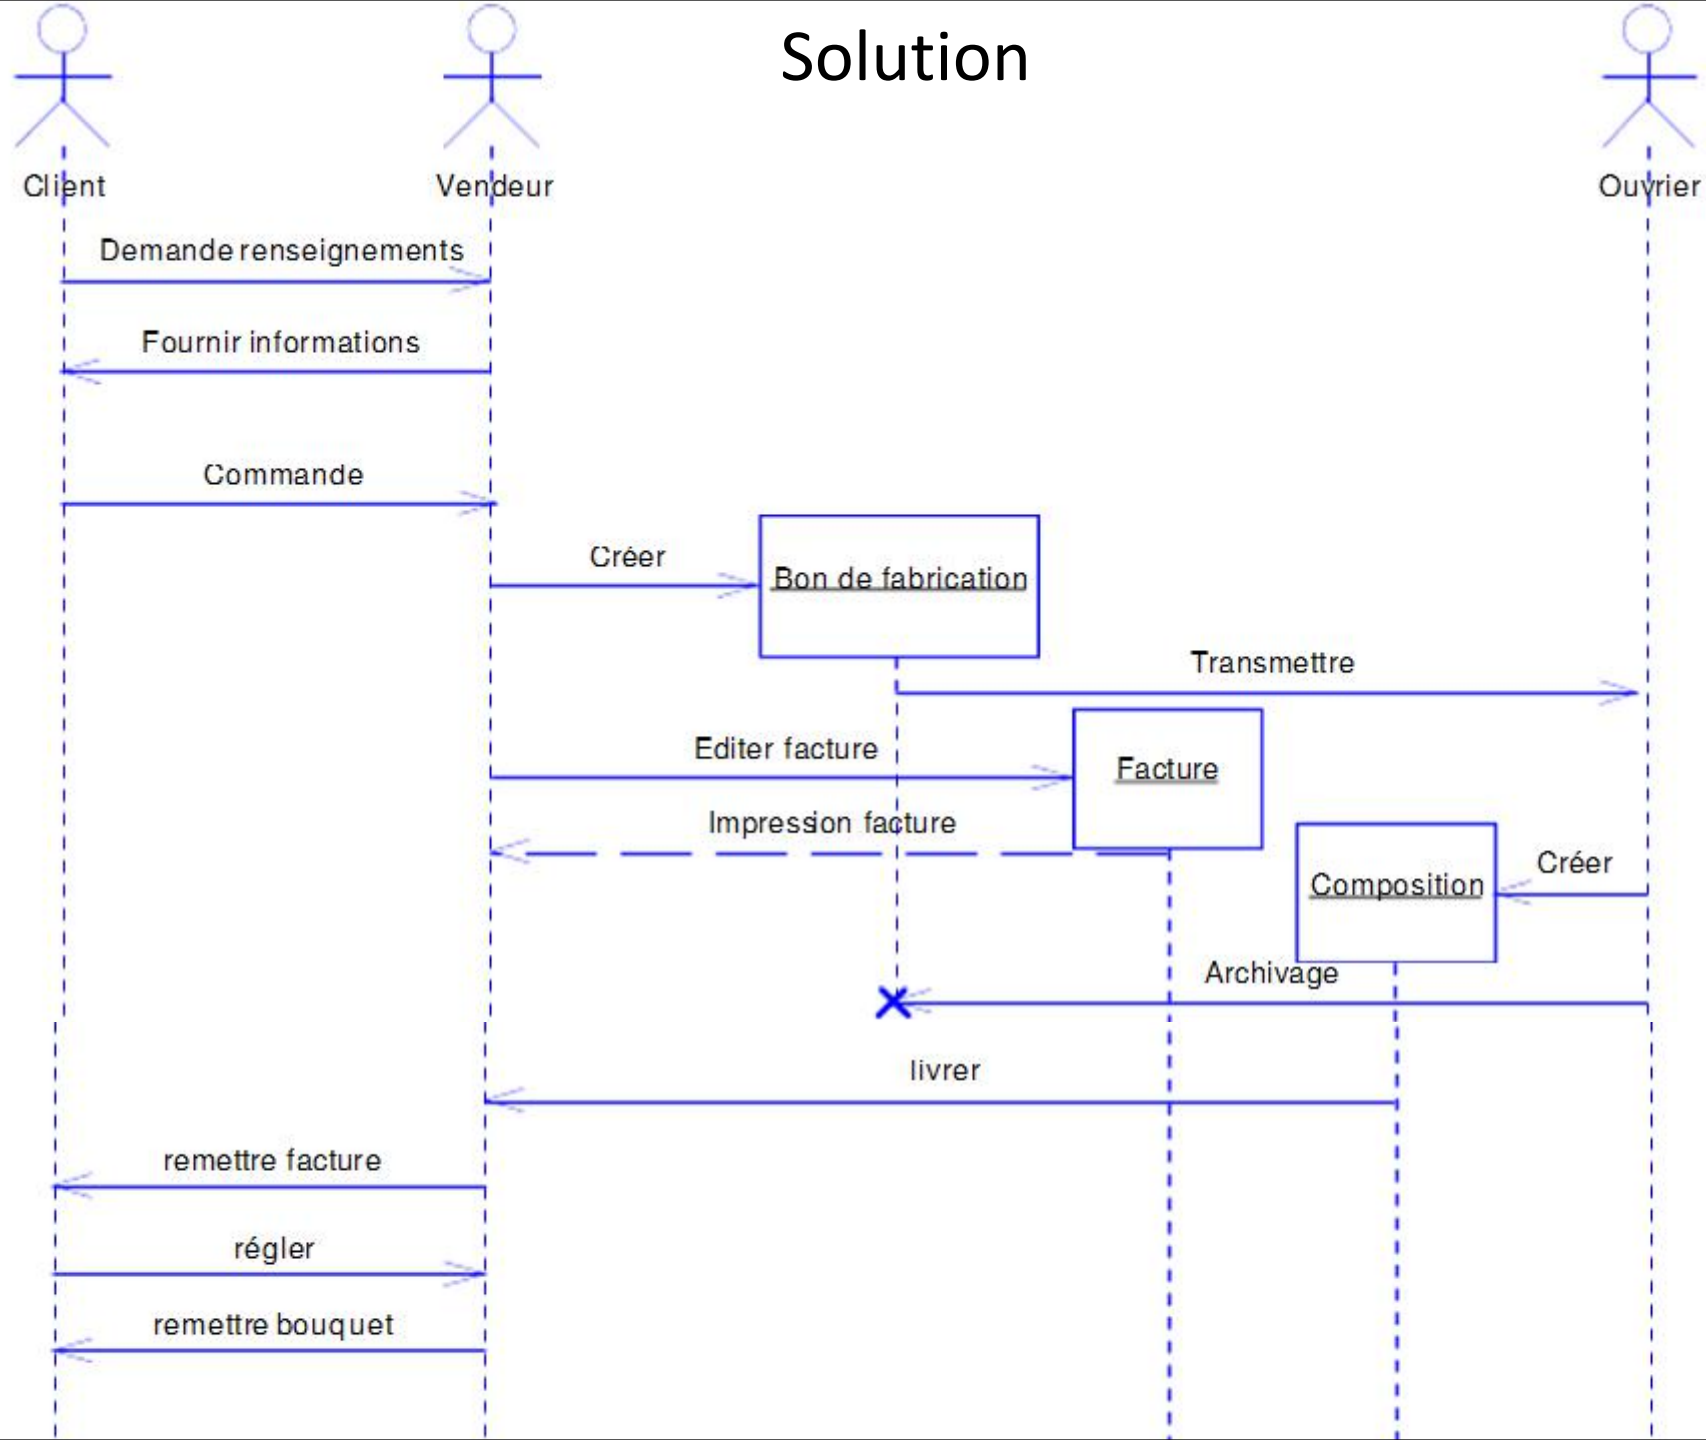 Solution
Client
Vendeur
Ouvrier
Demande renseignements
Fournir informations
Commande
Créer
Bon de fabrication
Transmettre
Editer facture
Facture
Impression facture
Créer
Composition
Archivage
livrer
remettre facture
régler
remettre bouquet